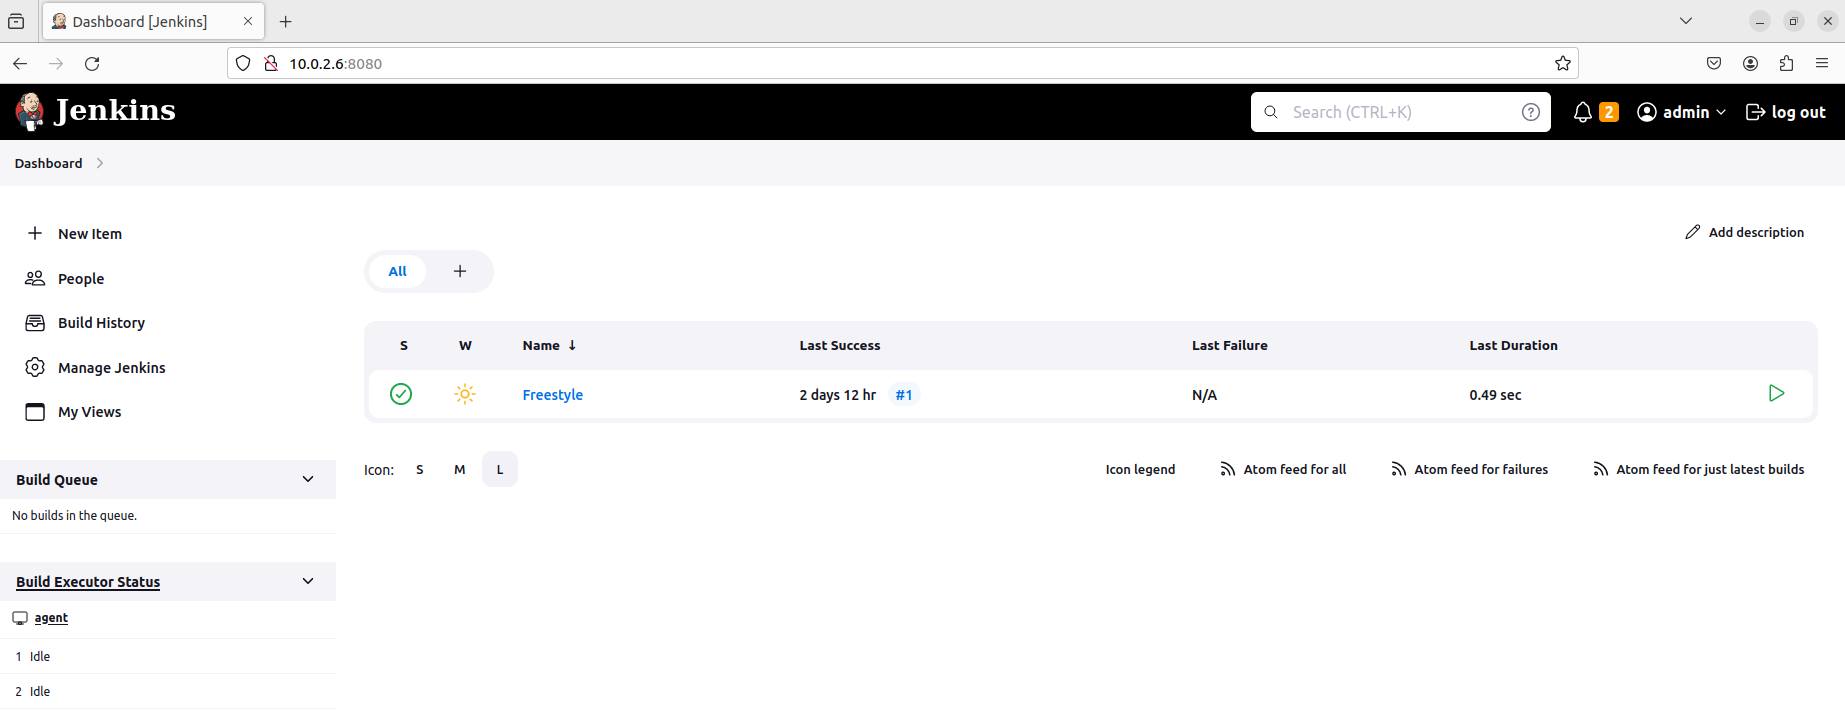 Dashboard [Jenkins]
10.0.2.6:8080
Jenkins
Search (CTRL+K)
2
admin
log out
Dashboard
New Item
People
Build History
Manage Jenkins
My Views
Build Queue
No builds in the queue.
Build Executor Status
agent
1 Idle
2 Idle
Add description
All
S W Name ↓ Last Success Last Failure Last Duration
Freestyle 2 days 12 hr #1 N/A 0.49 sec
Icon: S M L
Icon legend Atom feed for all Atom feed for failures Atom feed for just latest builds